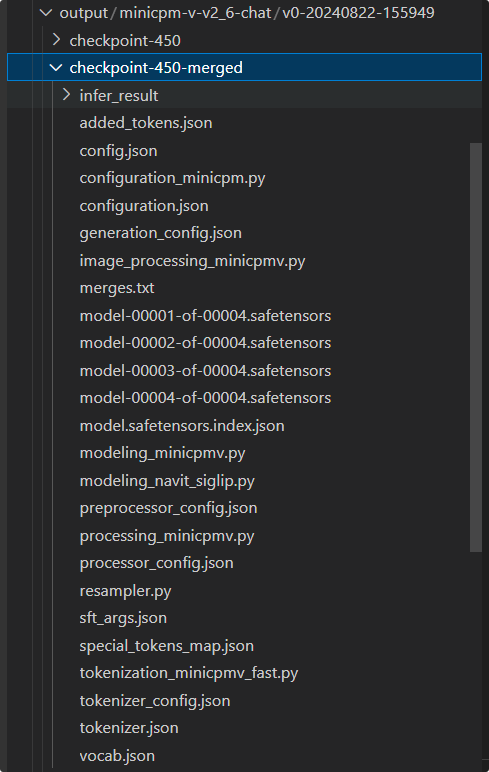 output/minicpm-v-v2_6-chat/v0-20240822-155949
checkpoint-450
checkpoint-450-merged
infer_result
added_tokens.json
config.json
configuration_minicpm.py
configuration.json
generation_config.json
image_processing_minicpmv.py
merges.txt
model-00001-of-00004.safetensors
model-00002-of-00004.safetensors
model-00003-of-00004.safetensors
model-00004-of-00004.safetensors
model.safetensors.index.json
modeling_minicpmv.py
modeling_navit_siglip.py
preprocessor_config.json
processing_minicpmv.py
processor_config.json
resampler.py
sft_args.json
special_tokens_map.json
tokenization_minicpmv_fast.py
tokenizer_config.json
tokenizer.json
vocab.json